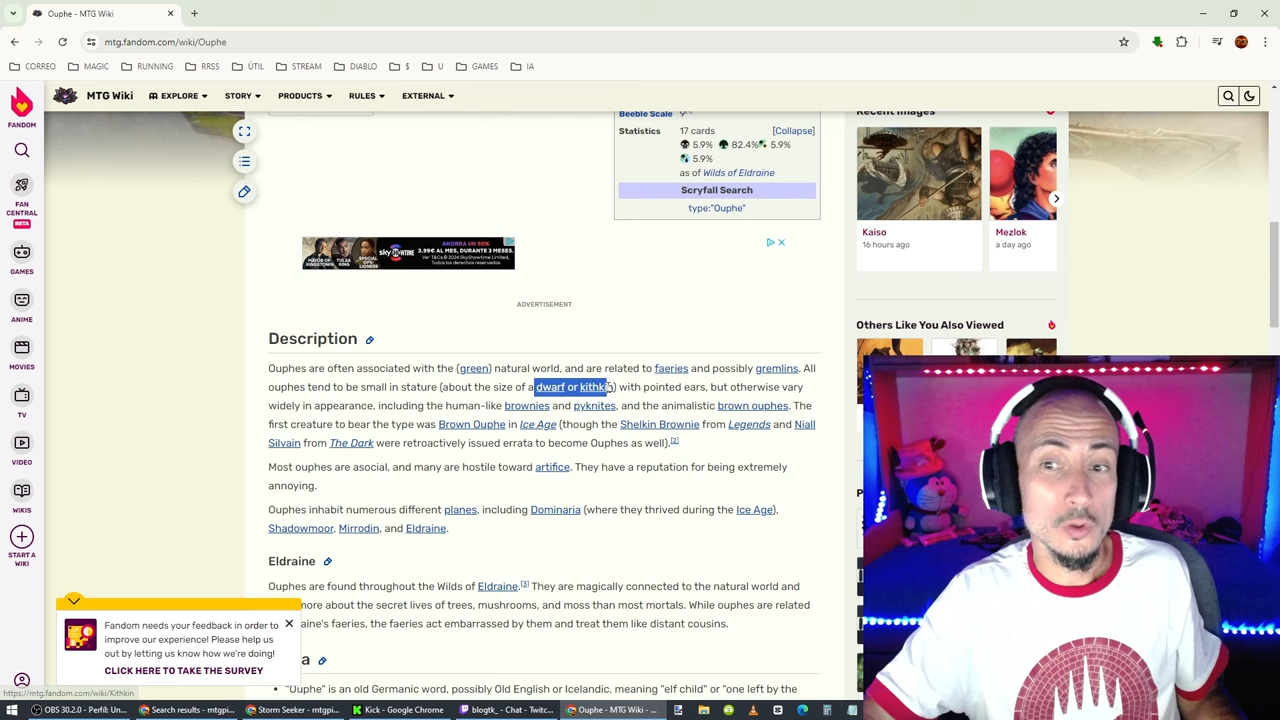 Ouphe - MTG Wiki
mtg.fandom.com/wiki/Ouphe
CORREO MAGIC RUNNING RRSS ÚTIL STREAM DIABLO $ U GAMES IA
MTG Wiki EXPLORE STORY PRODUCTS RULES EXTERNAL
FANDOM
FAN CENTRAL
BETA
GAMES
ANIME
MOVIES
TV
VIDEO
WIKIS
START A WIKI
Beeble Scale
Statistics 17 cards [Collapse]
5.9% 82.4% 5.9%
5.9%
as of Wilds of Eldraine
Scryfall Search
type:"Ouphe"
AHORA UN 50%
SKY SHOWTIME 3,99€ AL MES, DURANTE 3 MESES.
ADVERTISEMENT
Description
Ouphes are often associated with the (green) natural world, and are related to faeries and possibly gremlins. All
ouphes tend to be small in stature (about the size of a dwarf or kithkin) with pointed ears, but otherwise vary
widely in appearance, including the human-like brownies and pyknites, and the animalistic brown ouphes. The
first creature to bear the type was Brown Ouphe in Ice Age (though the Shelkin Brownie from Legends and Niall
Silvain from The Dark were retroactively issued errata to become Ouphes as well).[2]
Most ouphes are asocial, and many are hostile toward artifice. They have a reputation for being extremely
annoying.
Ouphes inhabit numerous different planes, including Dominaria (where they thrived during the Ice Age),
Shadowmoor, Mirrodin, and Eldraine.
Eldraine
Ouphes are found throughout the Wilds of Eldraine.[3] They are magically connected to the natural world and
more about the secret lives of trees, mushrooms, and moss than most mortals. While ouphes are related
aine's faeries, the faeries act embarrassed by them and treat them like distant cousins.
a
"Ouphe" is an old Germanic word, possibly Old English or Icelandic, meaning "elf child" or "one left by the
Recent Images
Kaiso
16 hours ago
Mezlok
a day ago
Others Like You Also Viewed
P
Fandom needs your feedback in order to
improve our experience! Please help us
out by letting us know how we're doing!
CLICK HERE TO TAKE THE SURVEY
https://mtg.fandom.com/wiki/Kithkin
OBS 30.2.0 - Perfil: Un... Search results - mtgpi... Storm Seeker - mtgpi... Kick - Google Chrome blogtk_ - Chat - Twitc... Ouphe - MTG Wiki - ...